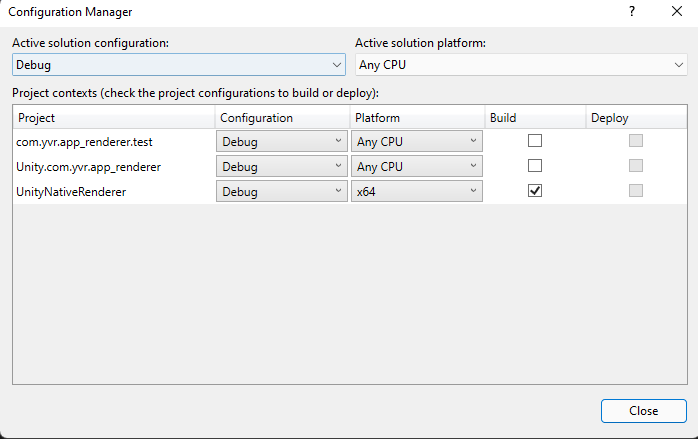 Configuration Manager
?
Active solution configuration: Active solution platform:
Debug Any CPU
Project contexts (check the project configurations to build or deploy):
Project Configuration Platform Build Deploy
com.yvr.app_renderer.test Debug Any CPU
Unity.com.yvr.app_renderer Debug Any CPU
UnityNativeRenderer Debug x64
Close